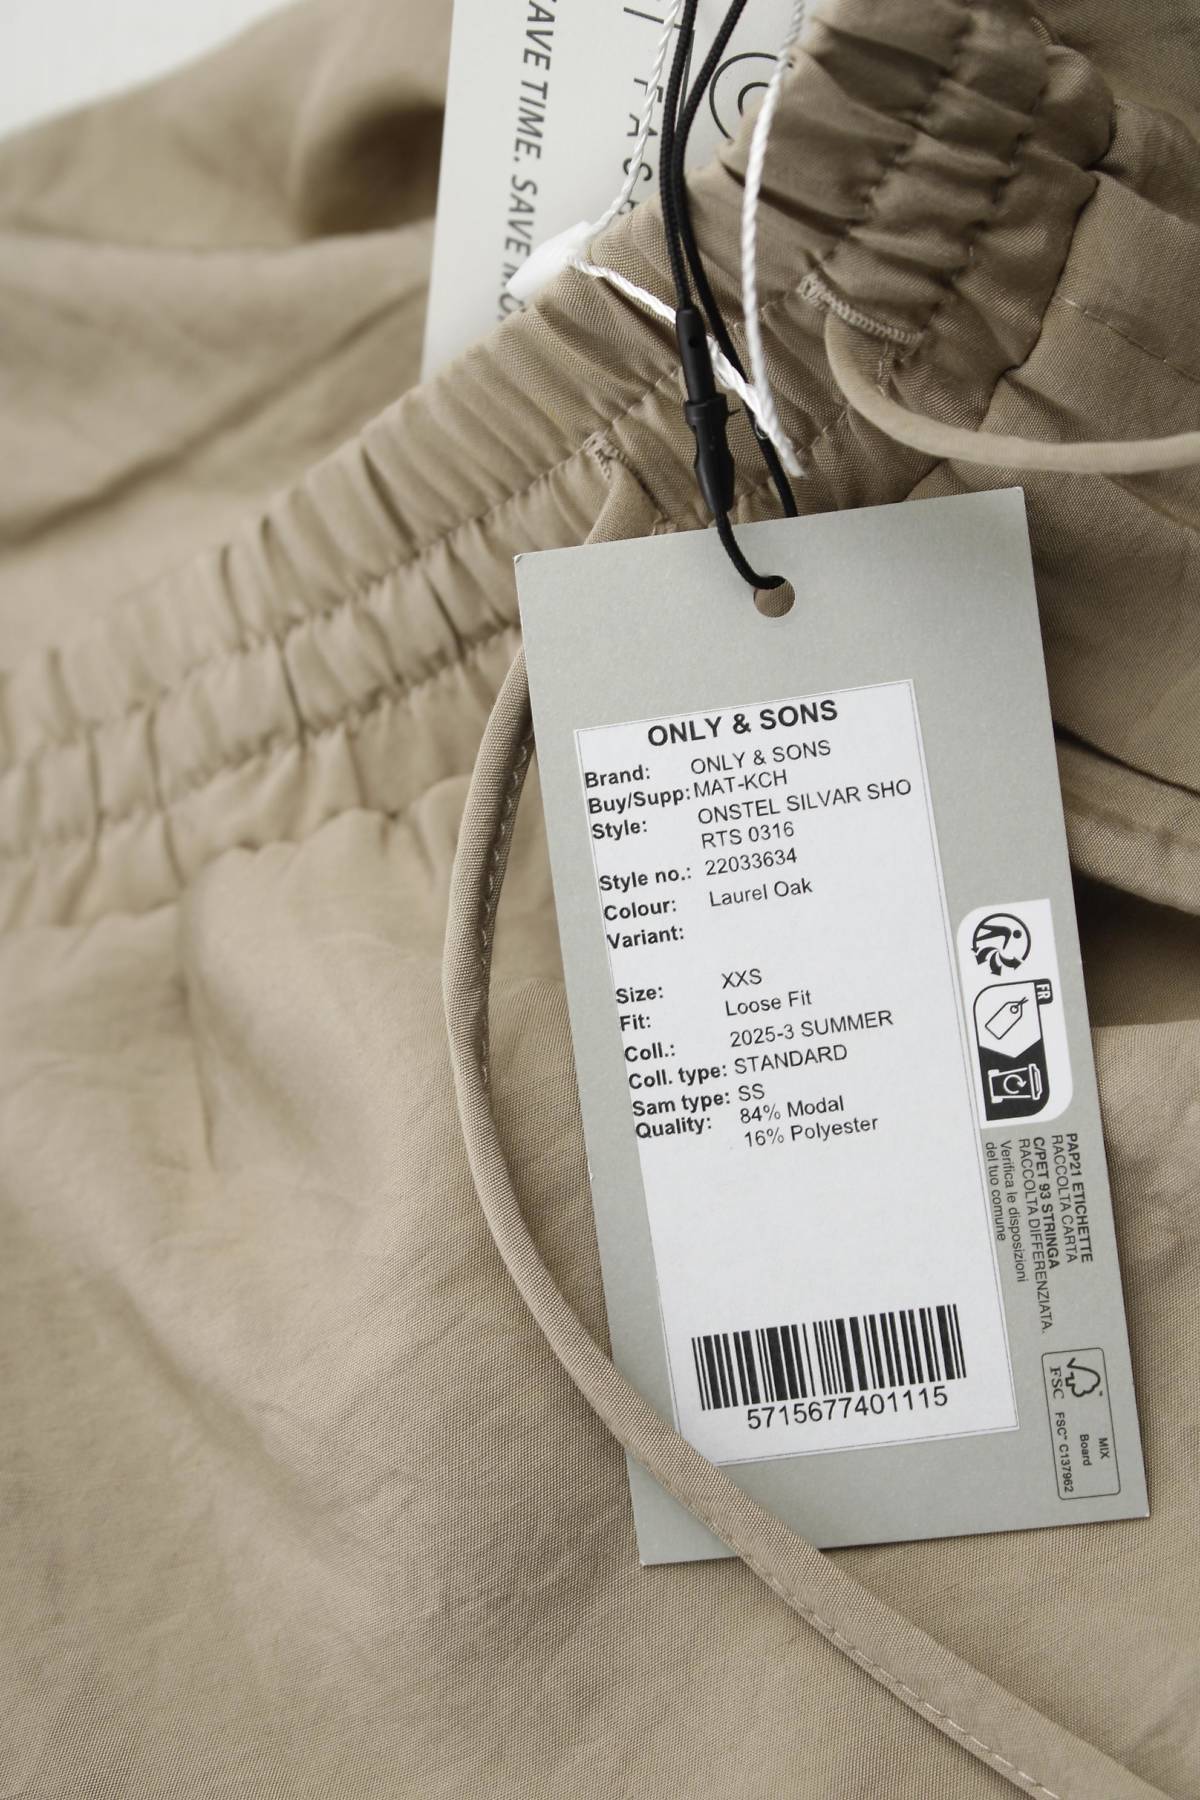 AVE TIME. SAVE
FAS
ONLY & SONS
Brand: ONLY & SONS
Buy/Supp: MAT-KCH
Style: ONSTEL SILVAR SHO
RTS 0316
Style no.: 22033634
Colour: Laurel Oak
Variant:
Size: XXS
Fit: Loose Fit
Coll.: 2025-3 SUMMER
Coll. type: STANDARD
Sam type: SS
Quality: 84% Modal
16% Polyester
5715677401115
FR
PAP21 ETICHETTE
RACCOLTA CARTA
C/PET 93 STRINGA
RACCOLTA DIFFERENZIATA.
Verifica le disposizioni
del tuo comune
FSC
MIX
Board
FSC™ C137962